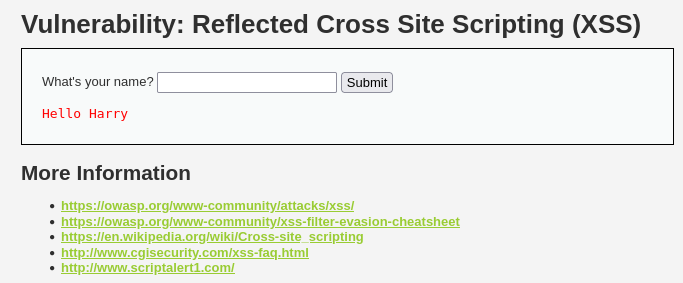 Vulnerability: Reflected Cross Site Scripting (XSS)
What's your name? Submit
Hello Harry
More Information
https://owasp.org/www-community/attacks/xss/
https://owasp.org/www-community/xss-filter-evasion-cheatsheet
https://en.wikipedia.org/wiki/Cross-site_scripting
http://www.cgisecurity.com/xss-faq.html
http://www.scriptalert1.com/